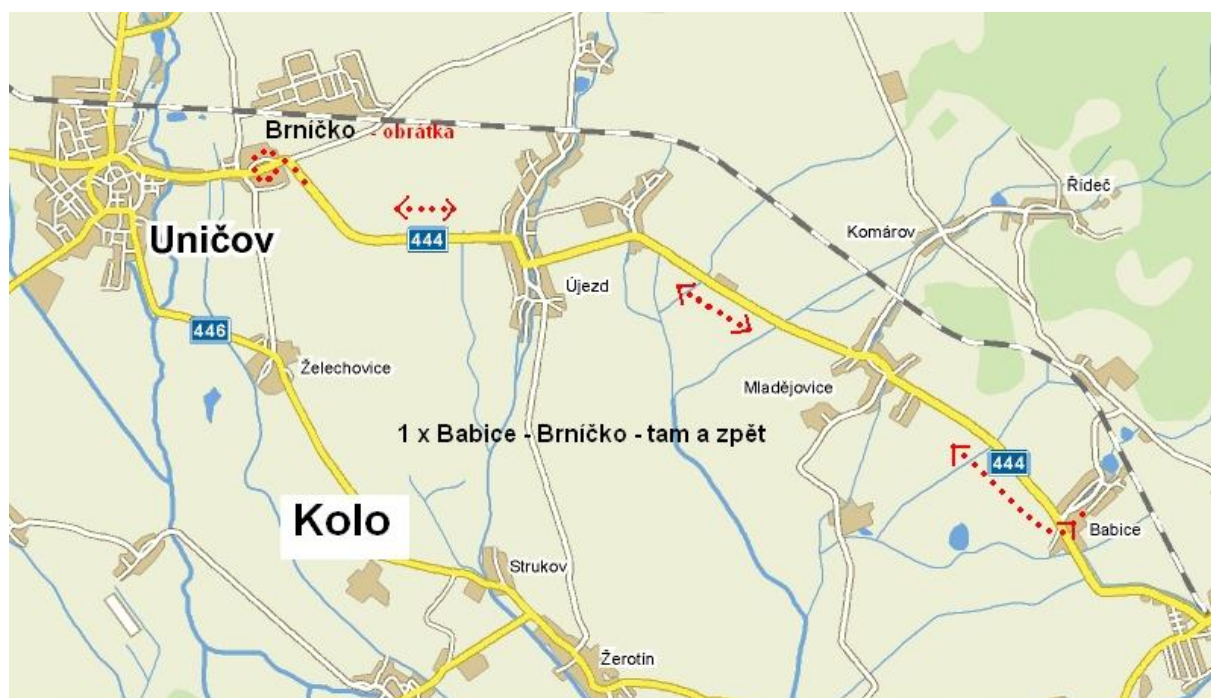 Brníčko - obrátka
Řídeč
Uničov
444
Komárov
Újezd
446
Želechovice
Mladějovice
1 x Babice - Brníčko - tam a zpět
444
Kolo
Babice
Strukov
Žerotín